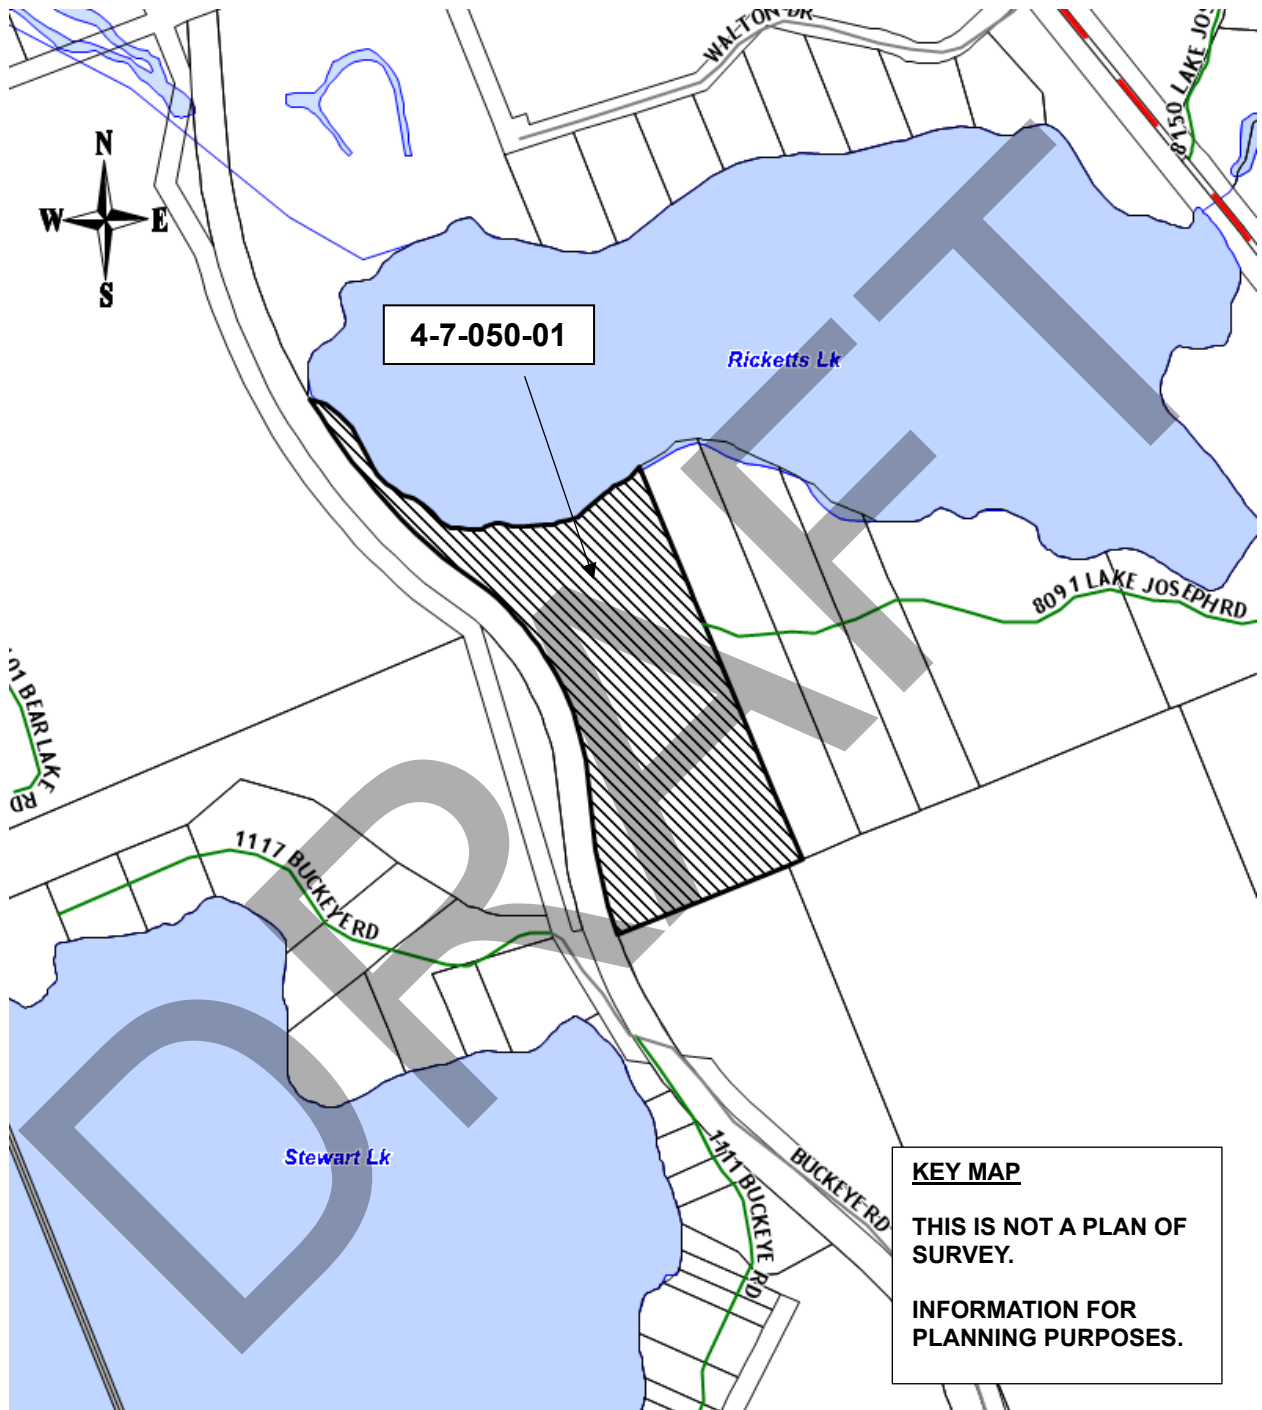 WALTON DR
8150 LAKE JOS
N
W E
S
4-7-050-01
Ricketts Lk
8091 LAKE JOSEPH RD
01 BEAR LAKE RD
1117 BUCKEYE RD
Stewart Lk
1111 BUCKEYE RD
BUCKEYE RD
DRAFT
KEY MAP
THIS IS NOT A PLAN OF
SURVEY.
INFORMATION FOR
PLANNING PURPOSES.